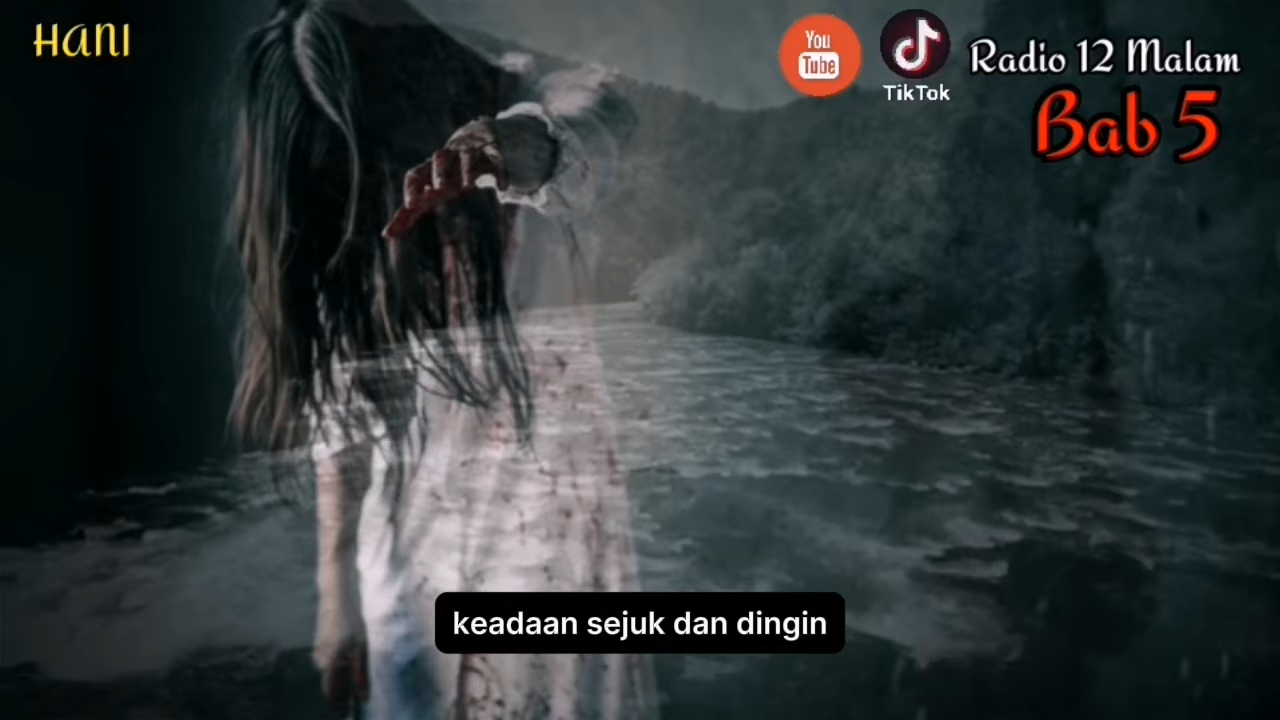 HANI
You
Tube
TikTok
Radio 12 Malam
Bab 5
keadaan sejuk dan dingin